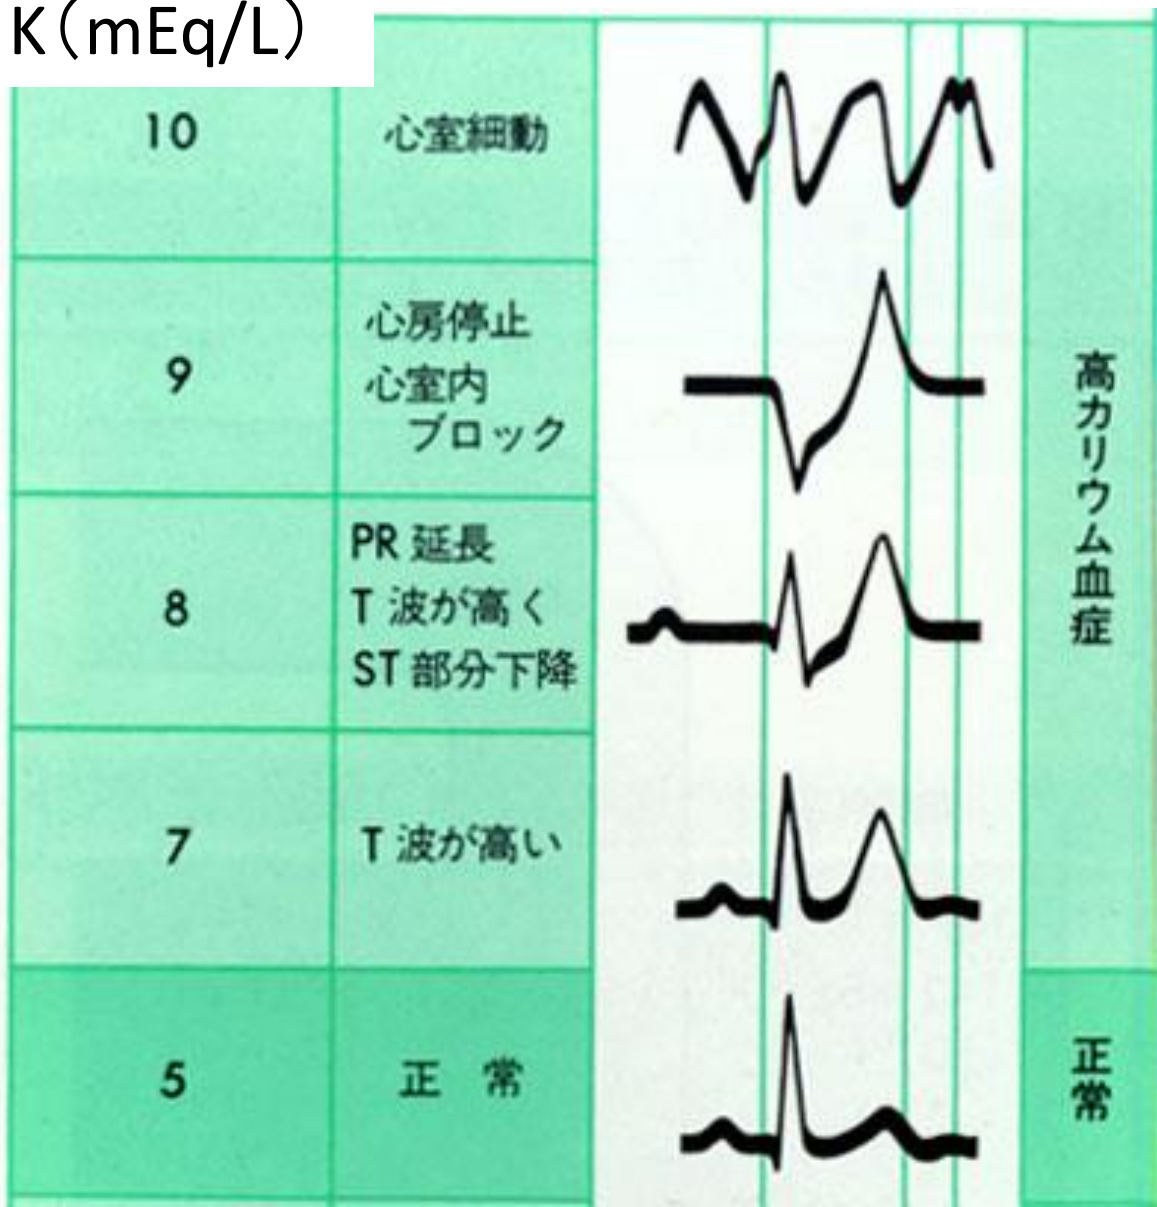 K(mEq/L)
10
心室細動
9
心房停止
心室内
ブロック
8
PR 延長
T 波が高く
ST 部分下降
7
T 波が高い
5
正 常
高カリウム血症
正常